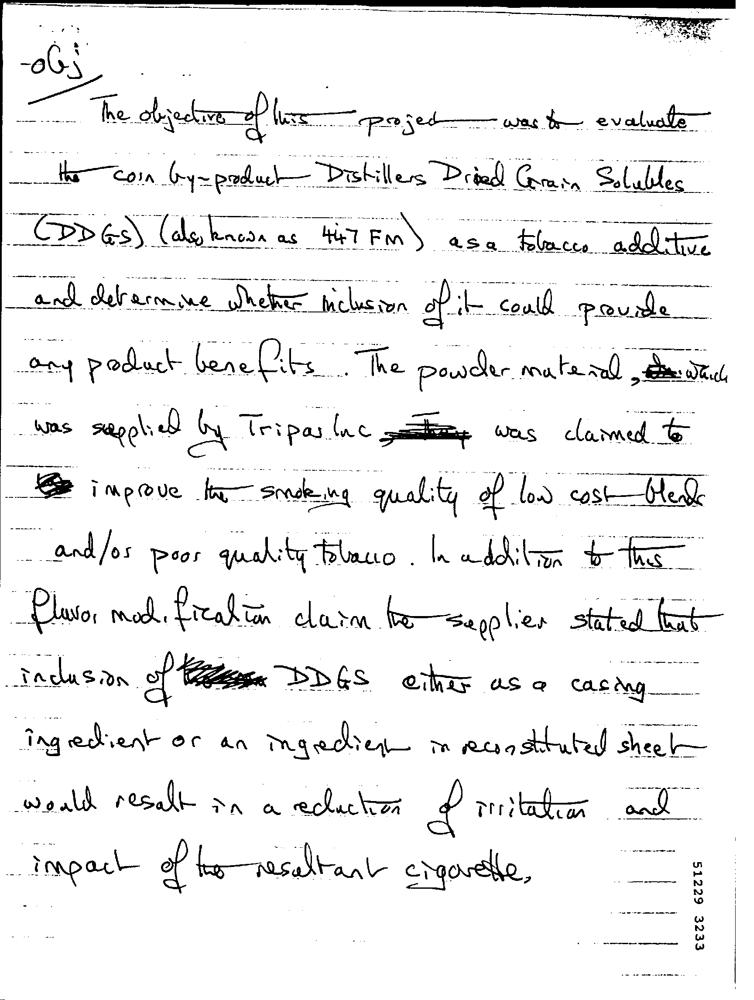 -obj
The objective of this project was to evaluate
the corn by-product Distillers Dried Grain Solubles
(DDGS) (also known as 447 FM) as a tobacco additive
and determine whether inclusion of it could provide
any product benefits. The powder material, which
was supplied by Tripas Inc, was claimed to
improve the smoking quality of low cost blends
and/or poor quality tobacco. In addition to this
flavor modification claim the supplier stated that
inclusion of DDGS either as a casing
ingredient or an ingredient in reconstituted sheet
would result in a reduction of irritation and
impact of the resultant cigarette.
51229 3233